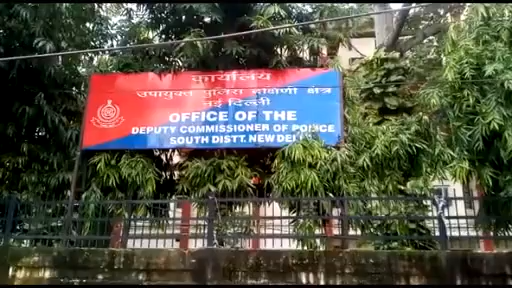 कार्यालय
उपायुक्त पुलिस दक्षिणी क्षेत्र
नई दिल्ली
OFFICE OF THE
DEPUTY COMMISSIONER OF POLICE
SOUTH DISTT. NEW DELHI